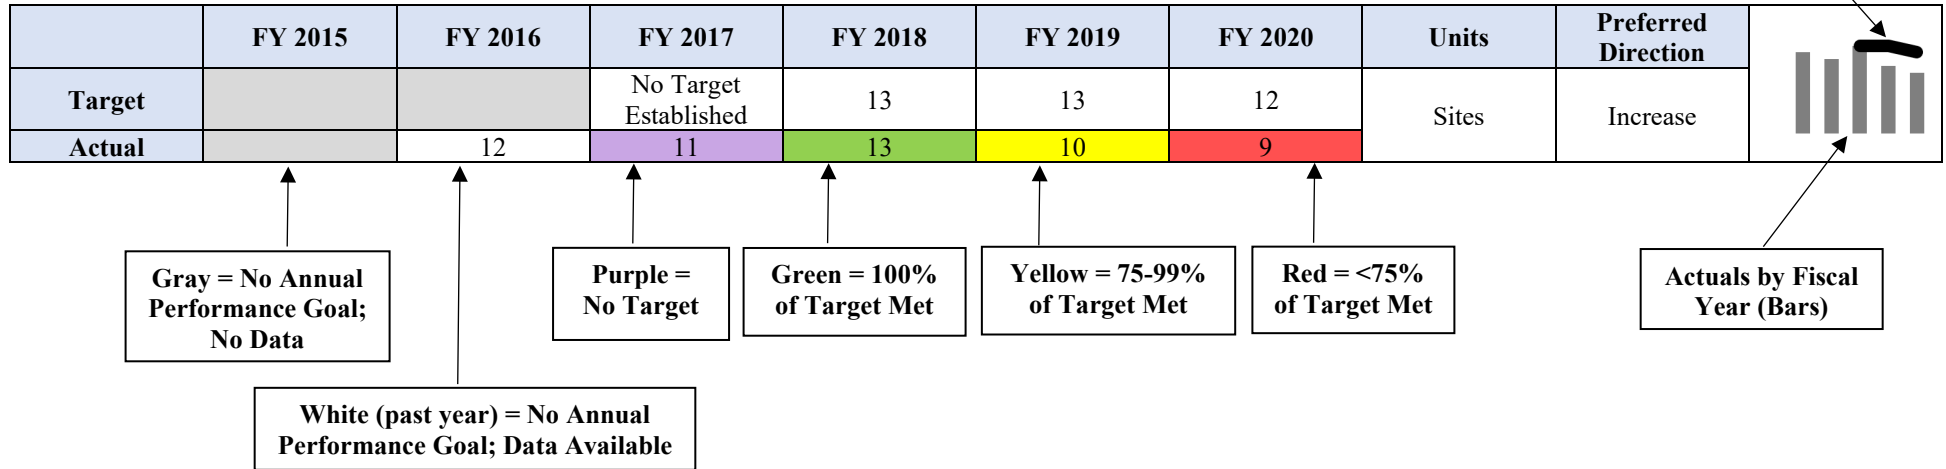 FY 2015 FY 2016 FY 2017 FY 2018 FY 2019 FY 2020 Units Preferred
Direction
Target No Target
Established 13 13 12 Sites Increase
Actual 12 11 13 10 9
Gray = No Annual
Performance Goal;
No Data
White (past year) = No Annual
Performance Goal; Data Available
Purple =
No Target
Green = 100%
of Target Met
Yellow = 75-99%
of Target Met
Red = <75%
of Target Met
Actuals by Fiscal
Year (Bars)